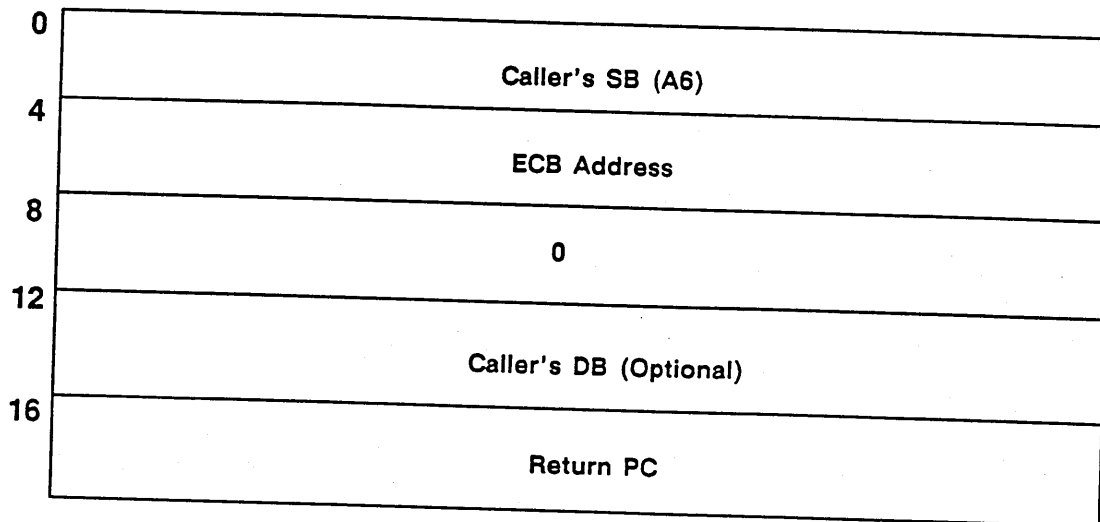 0
Caller's SB (A6)
4
ECB Address
8
0
12
Caller's DB (Optional)
16
Return PC